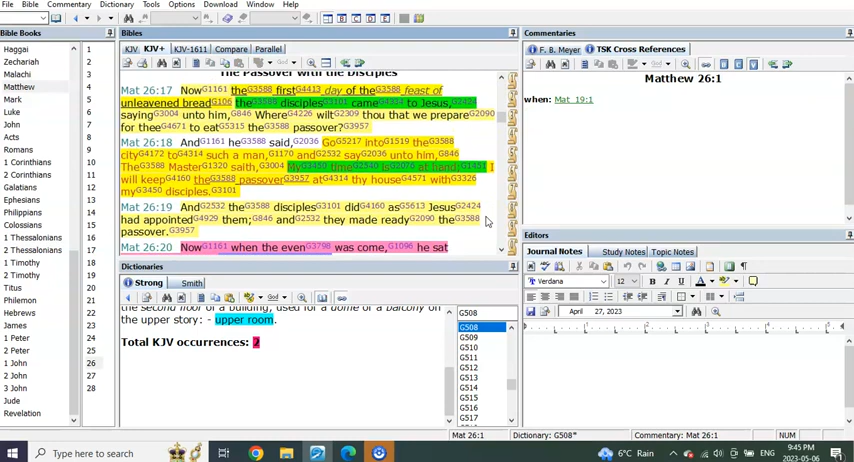 File Bible Commentary Dictionary Tools Options Download Window Help
B C D E
Bible Books
Haggai
Zechariah
Malachi
Matthew
Mark
Luke
John
Acts
Romans
1 Corinthians
2 Corinthians
Galatians
Ephesians
Philippians
Colossians
1 Thessalonians
2 Thessalonians
1 Timothy
2 Timothy
Titus
Philemon
Hebrews
James
1 Peter
2 Peter
1 John
2 John
3 John
Jude
Revelation
1
2
3
4
5
6
7
8
9
10
11
12
13
14
15
16
17
18
19
20
21
22
23
24
25
26
27
28
Bibles
KJV KJV+ KJV-1611 Compare Parallel
God
The Passover with the Disciples
Mat 26:17 Now G1161 the G3588 first G4413 day of the G3588 feast of
unleavened bread G106 the G3588 disciples G3101 came G4334 to Jesus, G2424
saying G3004 unto him, G846 Where G4226 wilt G2309 thou that we prepare G2090
for thee G4671 to eat G5315 the G3588 passover? G3957
Mat 26:18 And G1161 he G3588 said, G2036 Go G5217 into G1519 the G3588
city G4172 to G4314 such a man, G1170 and G2532 say G2036 unto him, G846
The G3588 Master G1320 saith, G3004 My G3450 time G2540 is G2076 at hand; G1451 I
will keep G4160 the G3588 passover G3957 at G4314 thy house G4571 with G3326
my G3450 disciples. G3101
Mat 26:19 And G2532 the G3588 disciples G3101 did G4160 as G5613 Jesus G2424
had appointed G4929 them; G846 and G2532 they made ready G2090 the G3588
passover. G3957
Mat 26:20 Now G1161 when the even G3798 was come, G1096 he sat
Dictionaries
Strong Smith
God
the second floor of a building, used for a dome or a balcony on
the upper story: - upper room.
Total KJV occurrences: 2
G508
G508
G509
G510
G511
G512
G513
G514
G515
G516
G517
Commentaries
F. B. Meyer TSK Cross References
Matthew 26:1
when: Mat 19:1
Editors
Journal Notes Study Notes Topic Notes
Verdana 12 B I U A
April 27, 2023
1 2 3 4 5
Mat 26:1 Dictionary: G508* Commentary: Mat 26:1 NUM
Type here to search
6°C Rain
ENG
9:45 PM
2023-05-06